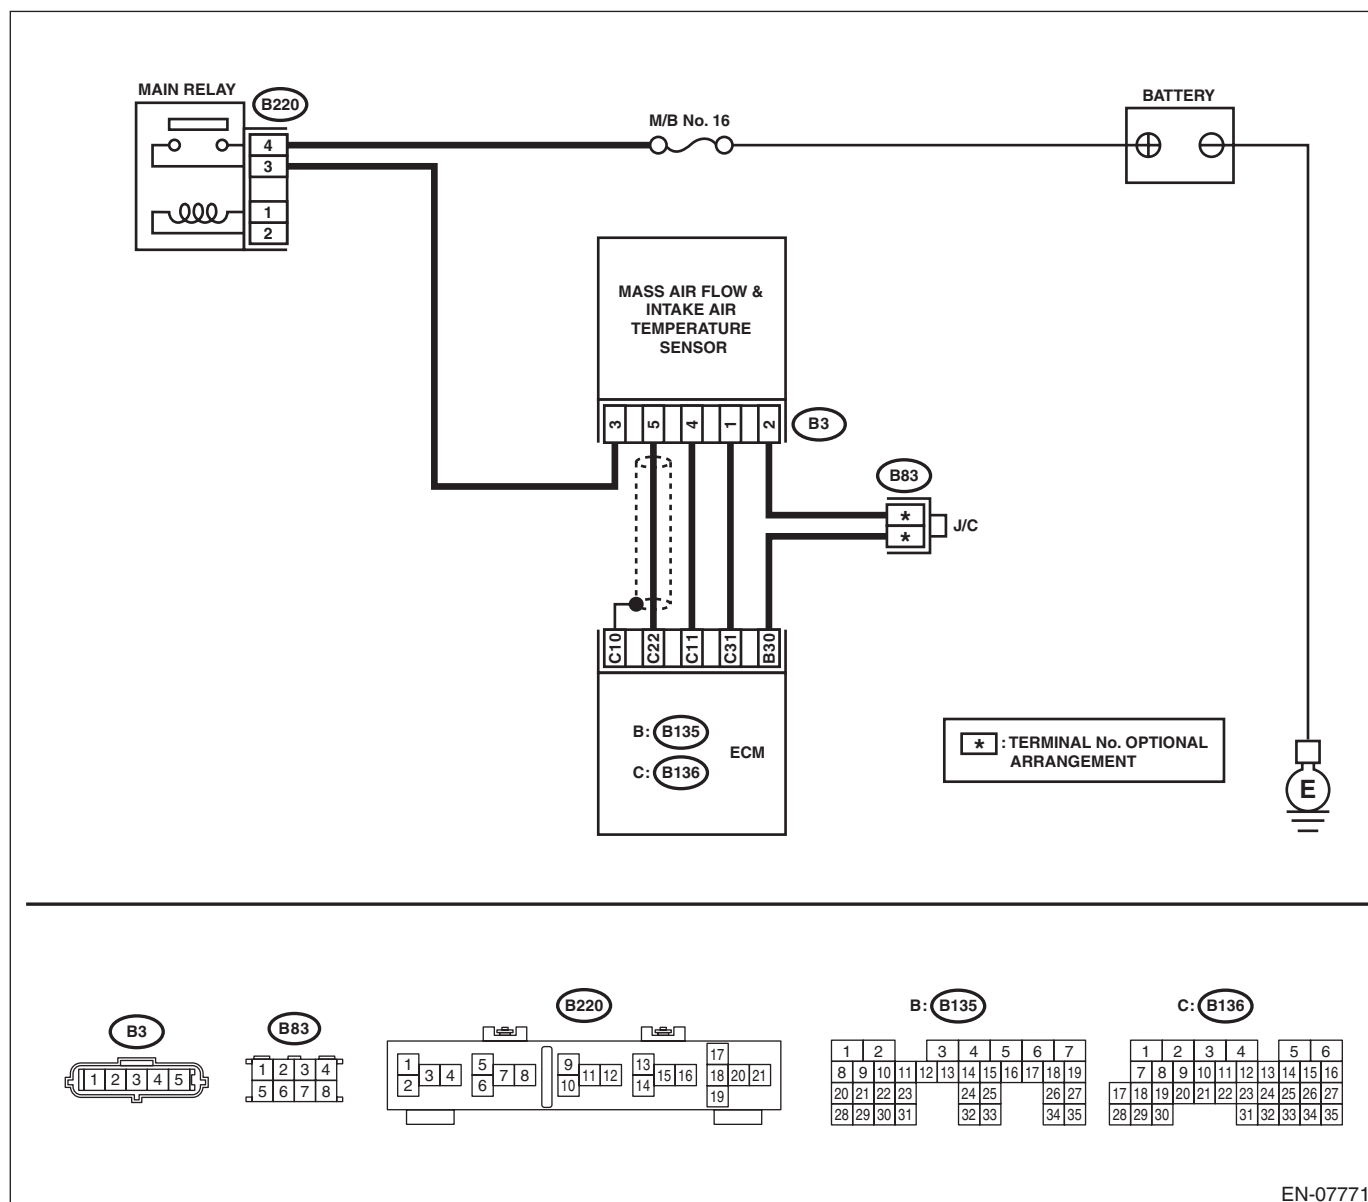 MAIN RELAY
B220
4
3
1
2
M/B No. 16
BATTERY
MASS AIR FLOW &
INTAKE AIR
TEMPERATURE
SENSOR
3 5 4 1 2
B3
B83
*
*
J/C
C10 C22 C11 C31 B30
B: B135
ECM
C: B136
* : TERMINAL No. OPTIONAL
ARRANGEMENT
E
B3
1 2 3 4 5
B83
1 2 3 4
5 6 7 8
B220
1 2 3 4 5 6 7 8 9 10 11 12 13 14 15 16 17 18 19 20 21
B: B135
1 2 3 4 5 6 7
8 9 10 11 12 13 14 15 16 17 18 19
20 21 22 23 24 25 26 27
28 29 30 31 32 33 34 35
C: B136
1 2 3 4 5 6
7 8 9 10 11 12 13 14 15 16
17 18 19 20 21 22 23 24 25 26 27
28 29 30 31 32 33 34 35
EN-07771